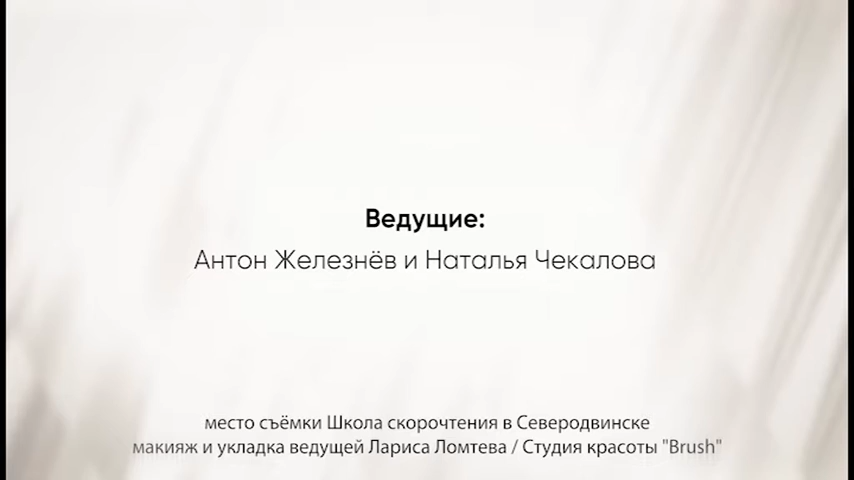 Ведущие:
Антон Железнёв и Наталья Чекалова
место съёмки Школа скорочтения в Северодвинске
макияж и укладка ведущей Лариса Ломтева / Студия красоты "Brush"